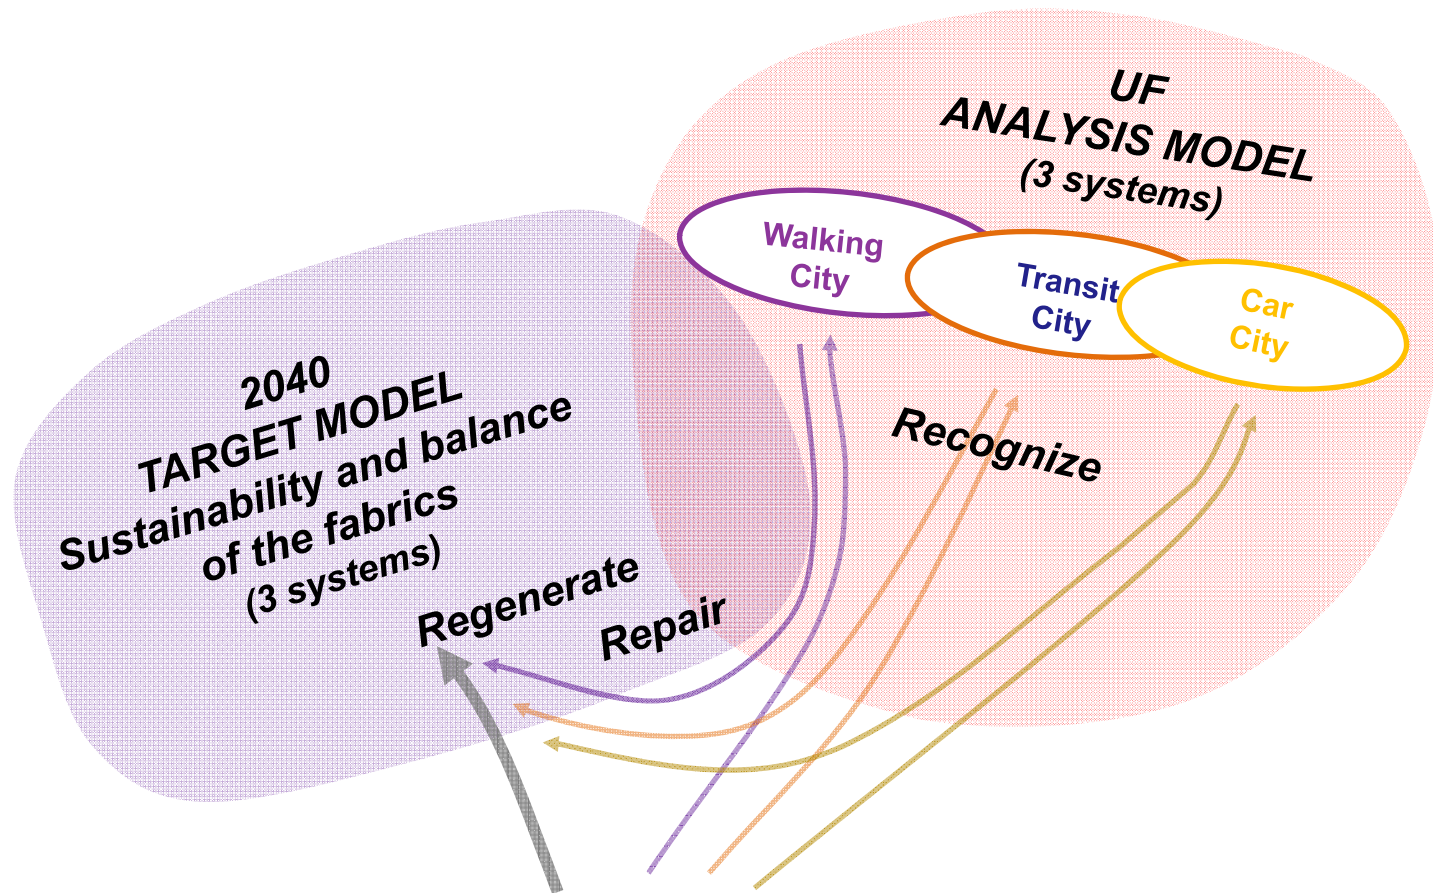 UF
ANALYSIS MODEL
(3 systems)
Walking
City
Transit
City
Car
City
Recognize
2040
TARGET MODEL
Sustainability and balance
of the fabrics
(3 systems)
Regenerate
Repair